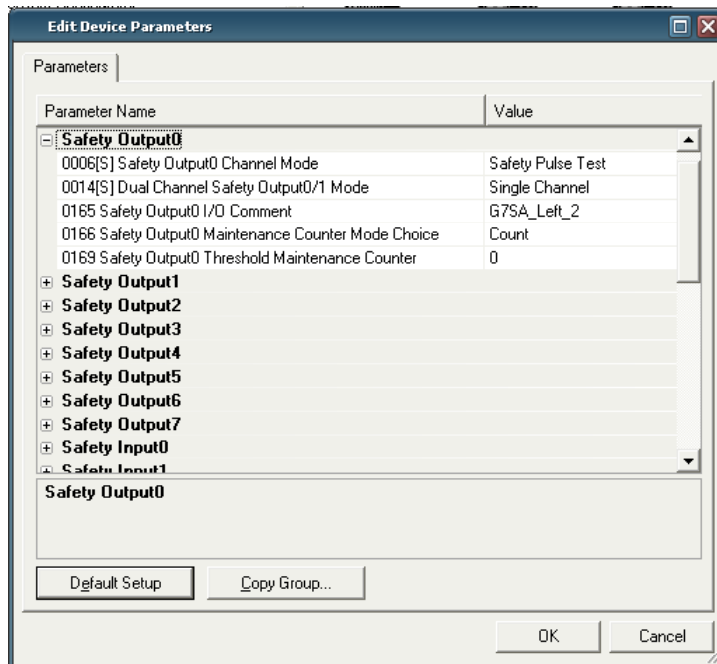 Edit Device Parameters
Parameters
Parameter Name Value
Safety Output0
0006[S] Safety Output0 Channel Mode Safety Pulse Test
0014[S] Dual Channel Safety Output0/1 Mode Single Channel
0165 Safety Output0 I/O Comment G7SA_Left_2
0166 Safety Output0 Maintenance Counter Mode Choice Count
0169 Safety Output0 Threshold Maintenance Counter 0
Safety Output1
Safety Output2
Safety Output3
Safety Output4
Safety Output5
Safety Output6
Safety Output7
Safety Input0
Safety Input1
Safety Output0
Default Setup Copy Group...
OK Cancel